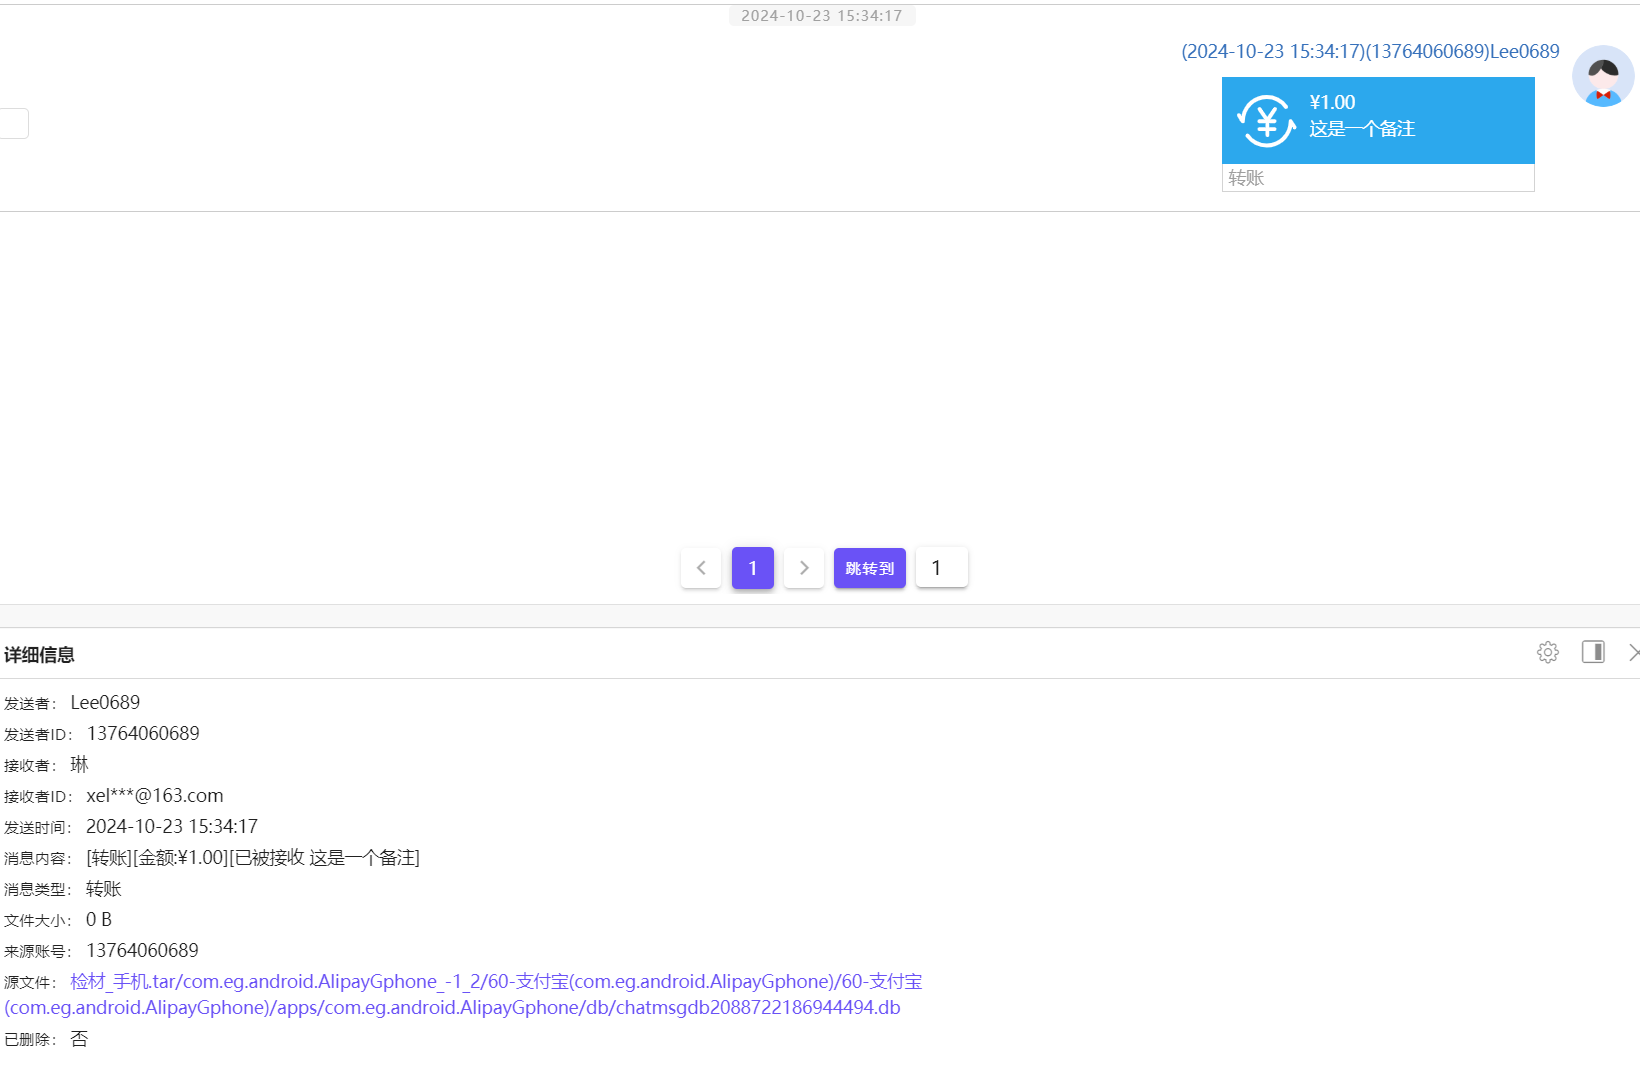 2024-10-23 15:34:17
(2024-10-23 15:34:17)(13764060689)Lee0689
¥1.00
这是一个备注
转账
1 跳转到 1
详细信息
发送者： Lee0689
发送者ID： 13764060689
接收者： 琳
接收者ID： xel***@163.com
发送时间： 2024-10-23 15:34:17
消息内容： [转账][金额:¥1.00][已被接收 这是一个备注]
消息类型： 转账
文件大小： 0 B
来源账号： 13764060689
源文件： 检材_手机.tar/com.eg.android.AlipayGphone_-1_2/60-支付宝(com.eg.android.AlipayGphone)/60-支付宝
(com.eg.android.AlipayGphone)/apps/com.eg.android.AlipayGphone/db/chatmsgdb2088722186944494.db
已删除： 否